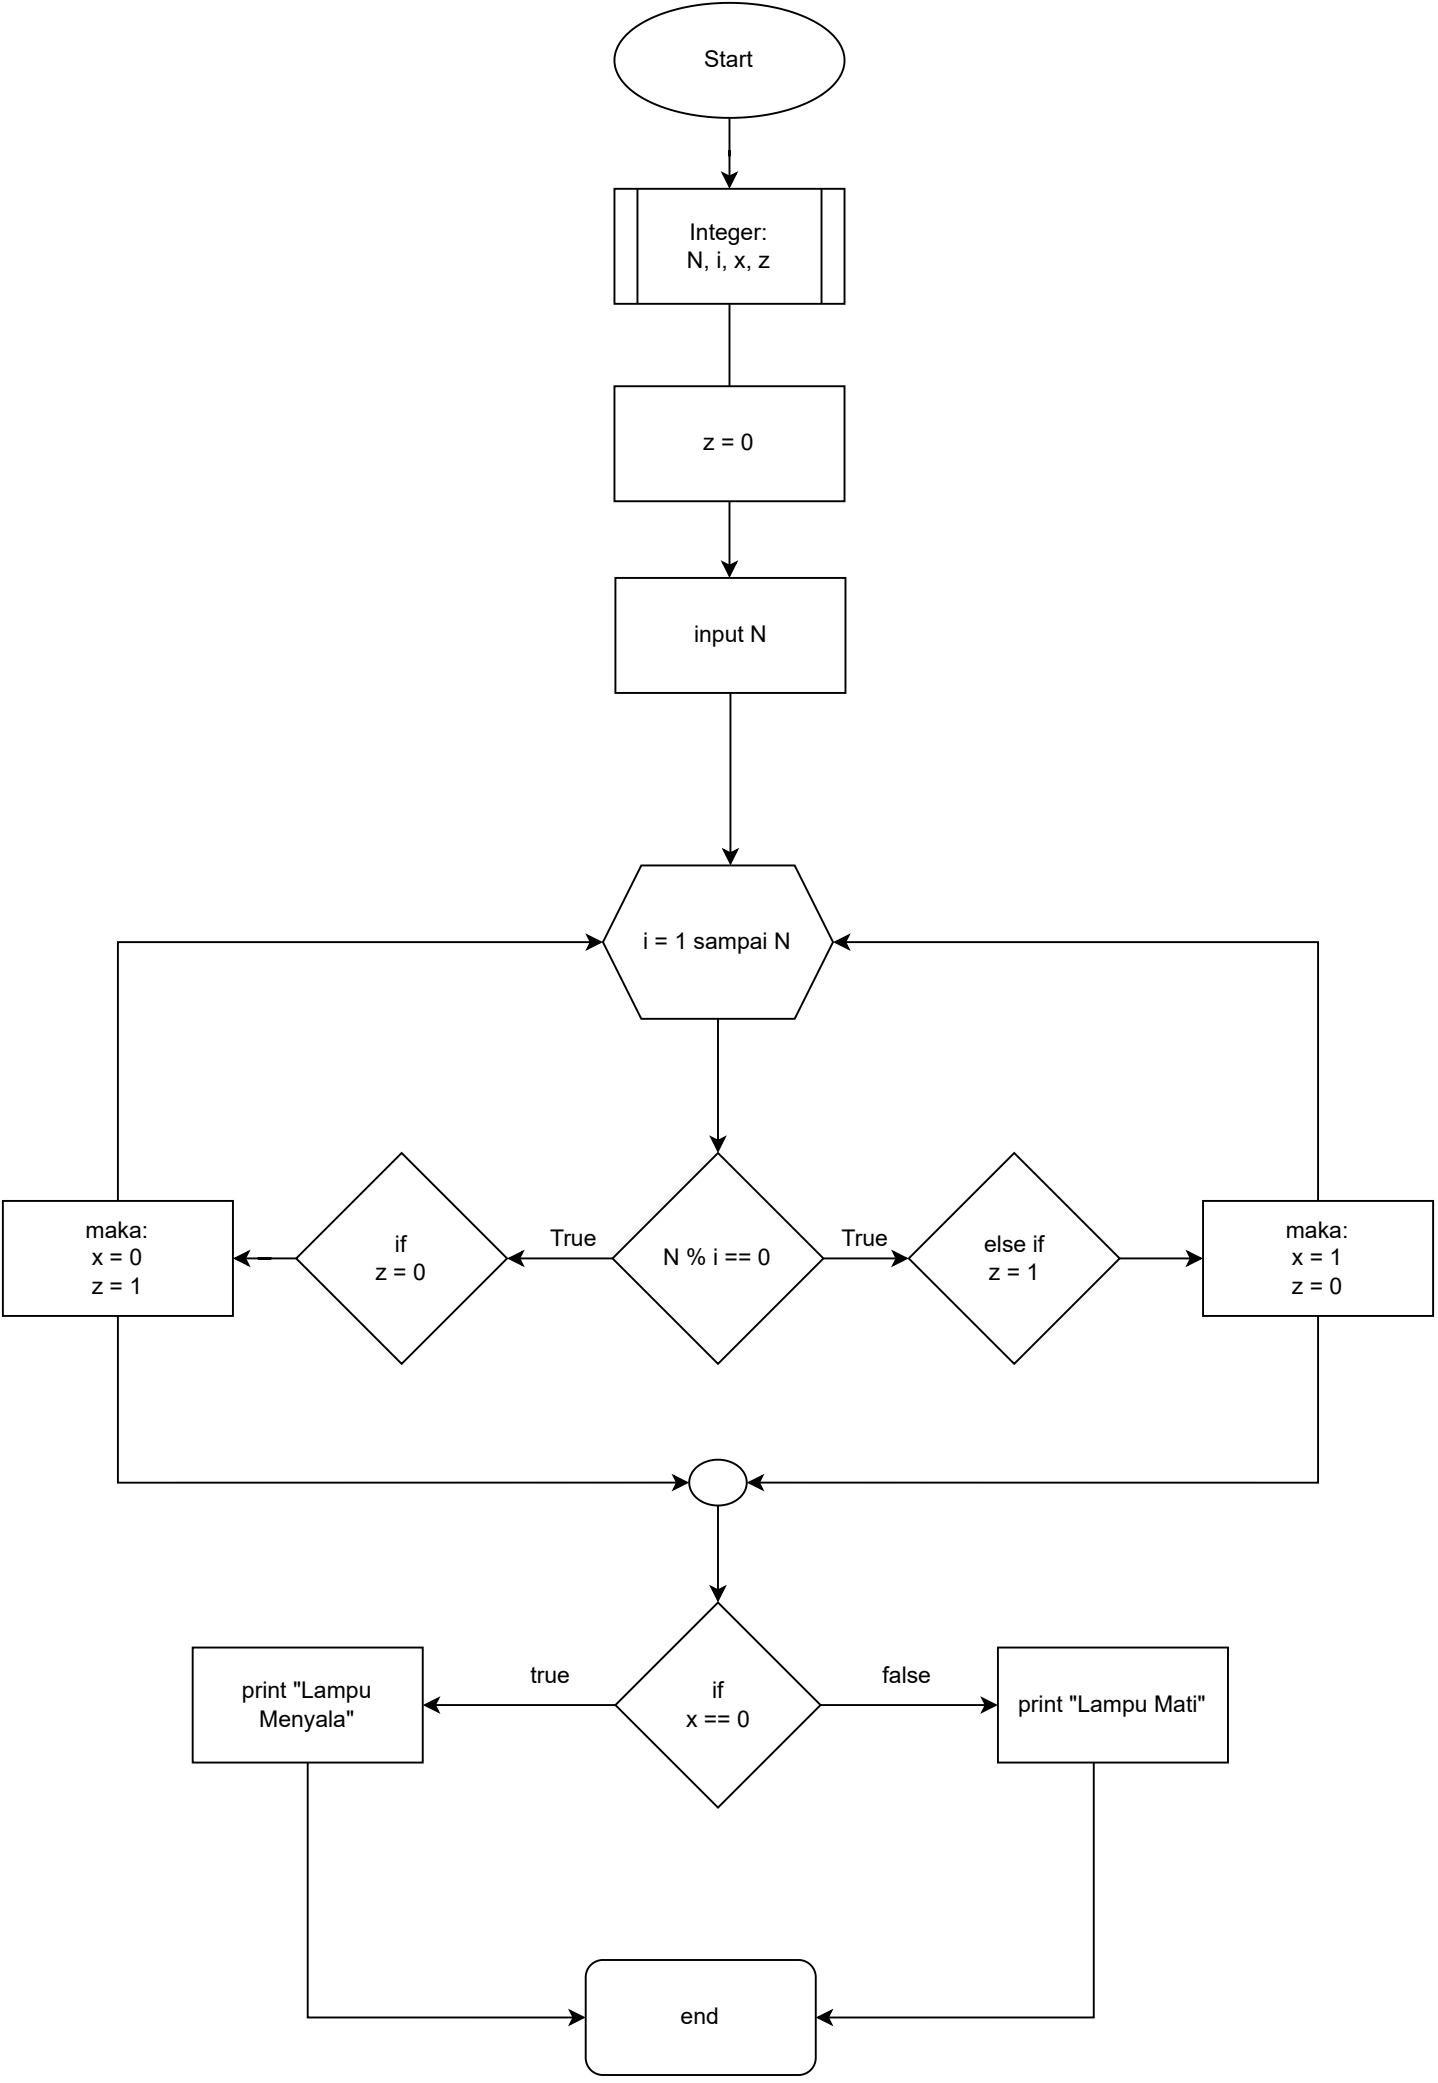 Start
Integer:
N, i, x, z
z = 0
input N
i = 1 sampai N
maka:
x = 0
z = 1
if
z = 0
True
N % i == 0
True
else if
z = 1
maka:
x = 1
z = 0
print "Lampu
Menyala"
true
if
x == 0
false
print "Lampu Mati"
end